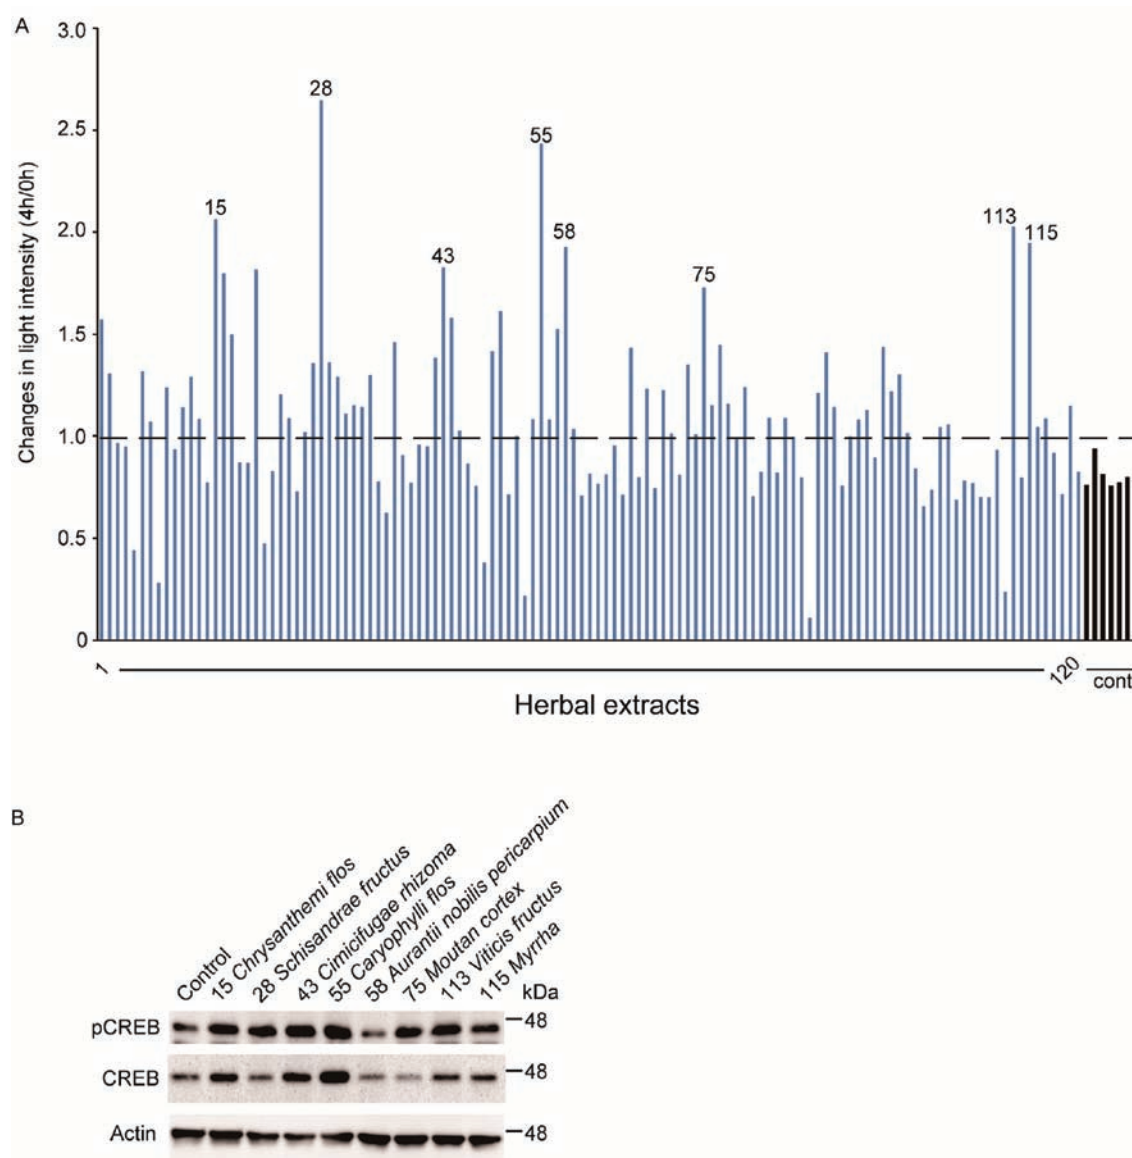 A
3.0
2.5
2.0
1.5
1.0
0.5
0
Changes in light intensity (4h/0h)
15
28
43
55
58
75
113
115
1
120
cont
Herbal extracts
B
Control
15 Chrysanthemi flos
28 Schisandrae fructus
43 Cimicifugae rhizoma
55 Caryophylli flos
58 Aurantii nobilis pericarpium
75 Moutan cortex
113 Viticis fructus
115 Myrrha
kDa
pCREB
48
CREB
48
Actin
48